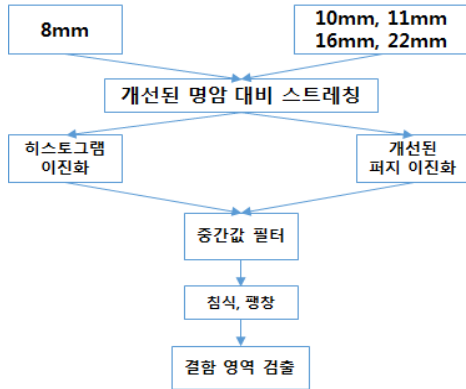 8mm
10mm, 11mm
16mm, 22mm
개선된 명암 대비 스트레칭
히스토그램
이진화
개선된
퍼지 이진화
중간값 필터
침식, 팽창
결함 영역 검출